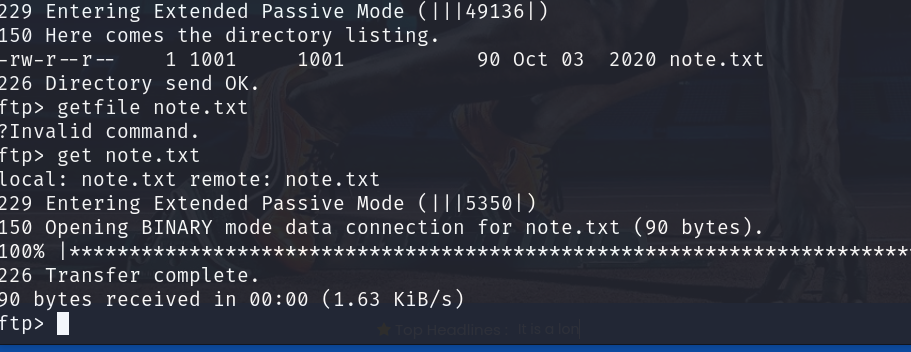 229 Entering Extended Passive Mode (|||49136|)
150 Here comes the directory listing.
-rw-r--r--    1 1001     1001           90 Oct 03  2020 note.txt
226 Directory send OK.
ftp> getfile note.txt
?Invalid command.
ftp> get note.txt
local: note.txt remote: note.txt
229 Entering Extended Passive Mode (|||5350|)
150 Opening BINARY mode data connection for note.txt (90 bytes).
100% |**********************************************************************
226 Transfer complete.
90 bytes received in 00:00 (1.63 KiB/s)
ftp>
Top Headlines : It is a lon